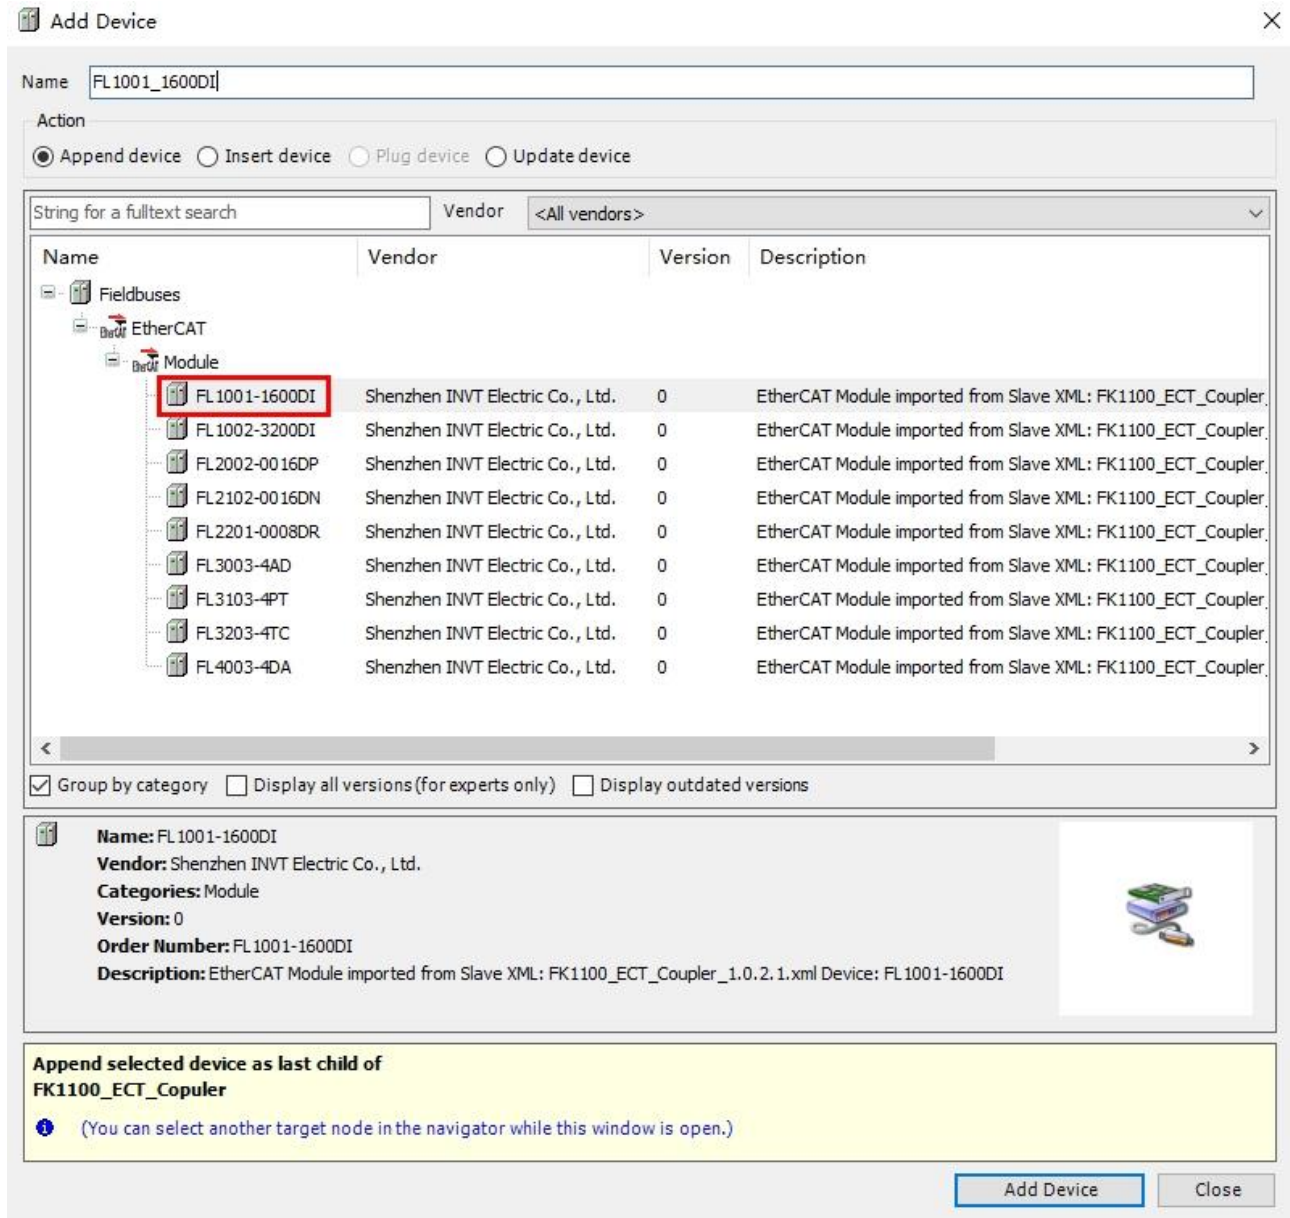 Add Device
Name FL1001_1600DI
Action
Append device Insert device Plug device Update device
String for a fulltext search Vendor <All vendors>
Name Vendor Version Description
Fieldbuses
EtherCAT
Module
FL1001-1600DI Shenzhen INVT Electric Co., Ltd. 0 EtherCAT Module imported from Slave XML: FK1100_ECT_Coupler_
FL1002-3200DI Shenzhen INVT Electric Co., Ltd. 0 EtherCAT Module imported from Slave XML: FK1100_ECT_Coupler_
FL2002-0016DP Shenzhen INVT Electric Co., Ltd. 0 EtherCAT Module imported from Slave XML: FK1100_ECT_Coupler_
FL2102-0016DN Shenzhen INVT Electric Co., Ltd. 0 EtherCAT Module imported from Slave XML: FK1100_ECT_Coupler_
FL2201-0008DR Shenzhen INVT Electric Co., Ltd. 0 EtherCAT Module imported from Slave XML: FK1100_ECT_Coupler_
FL3003-4AD Shenzhen INVT Electric Co., Ltd. 0 EtherCAT Module imported from Slave XML: FK1100_ECT_Coupler_
FL3103-4PT Shenzhen INVT Electric Co., Ltd. 0 EtherCAT Module imported from Slave XML: FK1100_ECT_Coupler_
FL3203-4TC Shenzhen INVT Electric Co., Ltd. 0 EtherCAT Module imported from Slave XML: FK1100_ECT_Coupler_
FL4003-4DA Shenzhen INVT Electric Co., Ltd. 0 EtherCAT Module imported from Slave XML: FK1100_ECT_Coupler_
Group by category Display all versions (for experts only) Display outdated versions
Name: FL1001-1600DI
Vendor: Shenzhen INVT Electric Co., Ltd.
Categories: Module
Version: 0
Order Number: FL1001-1600DI
Description: EtherCAT Module imported from Slave XML: FK1100_ECT_Coupler_1.0.2.1.xml Device: FL1001-1600DI
Append selected device as last child of
FK1100_ECT_Copuler
(You can select another target node in the navigator while this window is open.)
Add Device Close